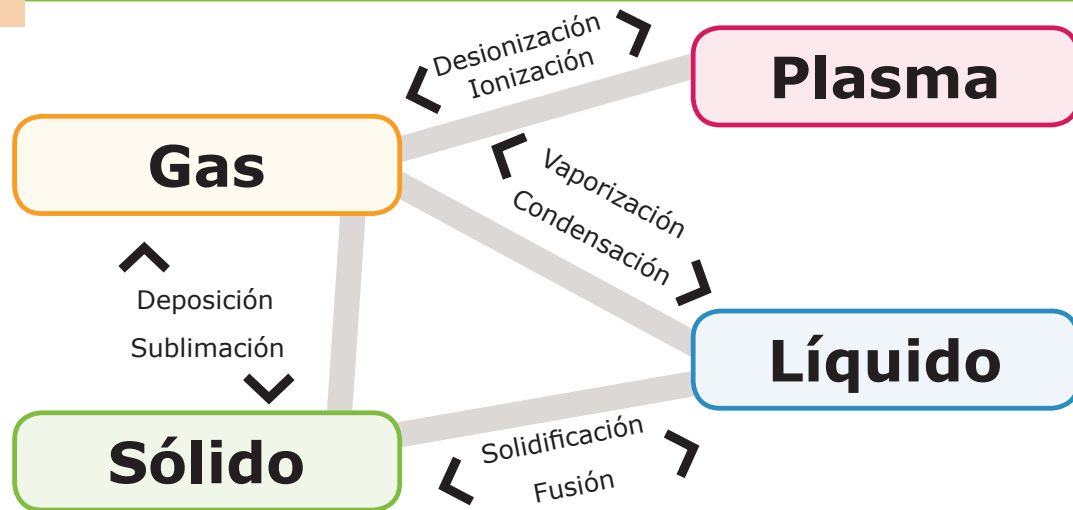 Desionización
Ionización
Plasma
Gas
Vaporización
Condensación
Deposición
Sublimación
Líquido
Sólido
Solidificación
Fusión